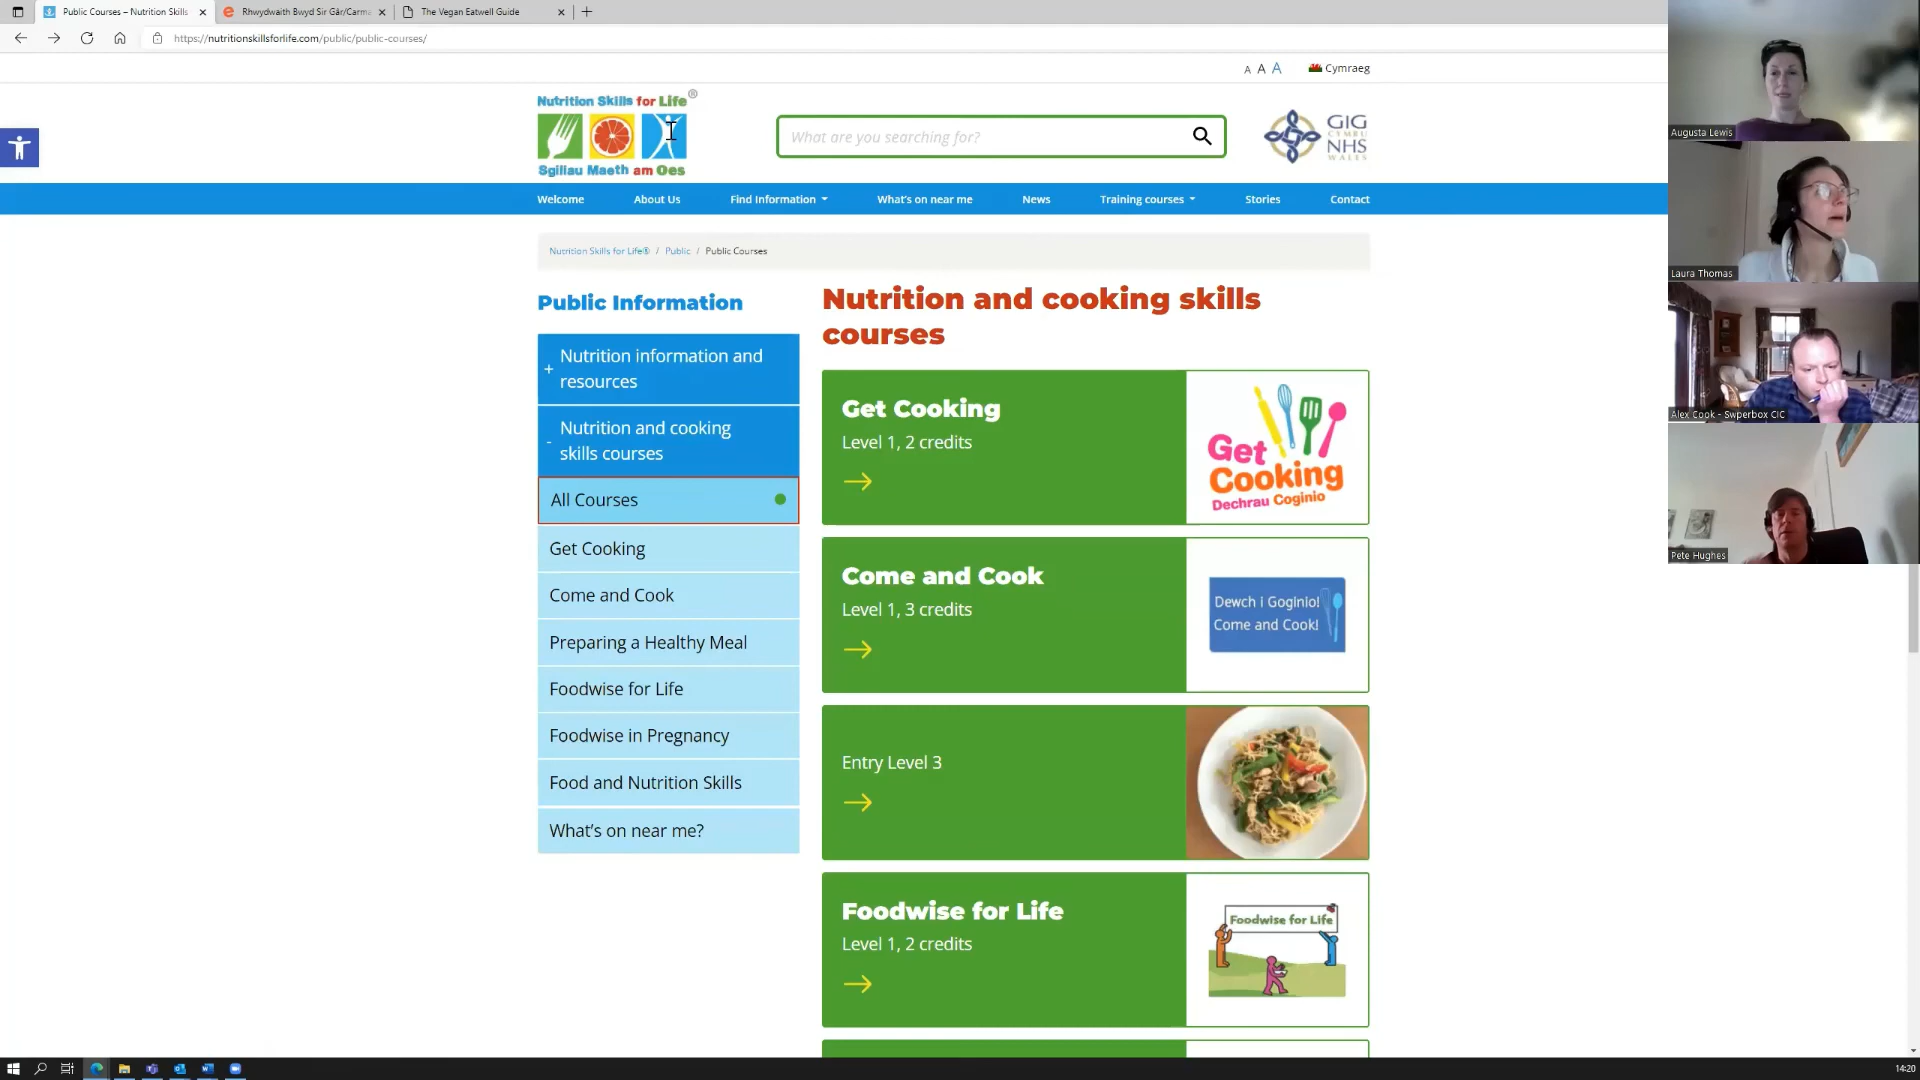 Public Courses – Nutrition Skills
Rhwydwaith Bwyd Sir Gâr/Carma
The Vegan Eatwell Guide
https://nutritionskillsforlife.com/public/public-courses/
A A A
Cymraeg
Nutrition Skills for Life®
Sgiliau Maeth am Oes
What are you searching for?
GIG
CYMRU
NHS
WALES
Welcome
About Us
Find Information
What's on near me
News
Training courses
Stories
Contact
Nutrition Skills for Life® / Public / Public Courses
Public Information
+ Nutrition information and
resources
- Nutrition and cooking
skills courses
All Courses
Get Cooking
Come and Cook
Preparing a Healthy Meal
Foodwise for Life
Foodwise in Pregnancy
Food and Nutrition Skills
What's on near me?
Nutrition and cooking skills
courses
Get Cooking
Level 1, 2 credits
Get
Cooking
Dechrau Coginio
Come and Cook
Level 1, 3 credits
Dewch i Goginio!
Come and Cook!
Entry Level 3
Foodwise for Life
Level 1, 2 credits
Foodwise for Life
Augusta Lewis
Laura Thomas
Alex Cook - Swperbox CIC
Pete Hughes
14:20